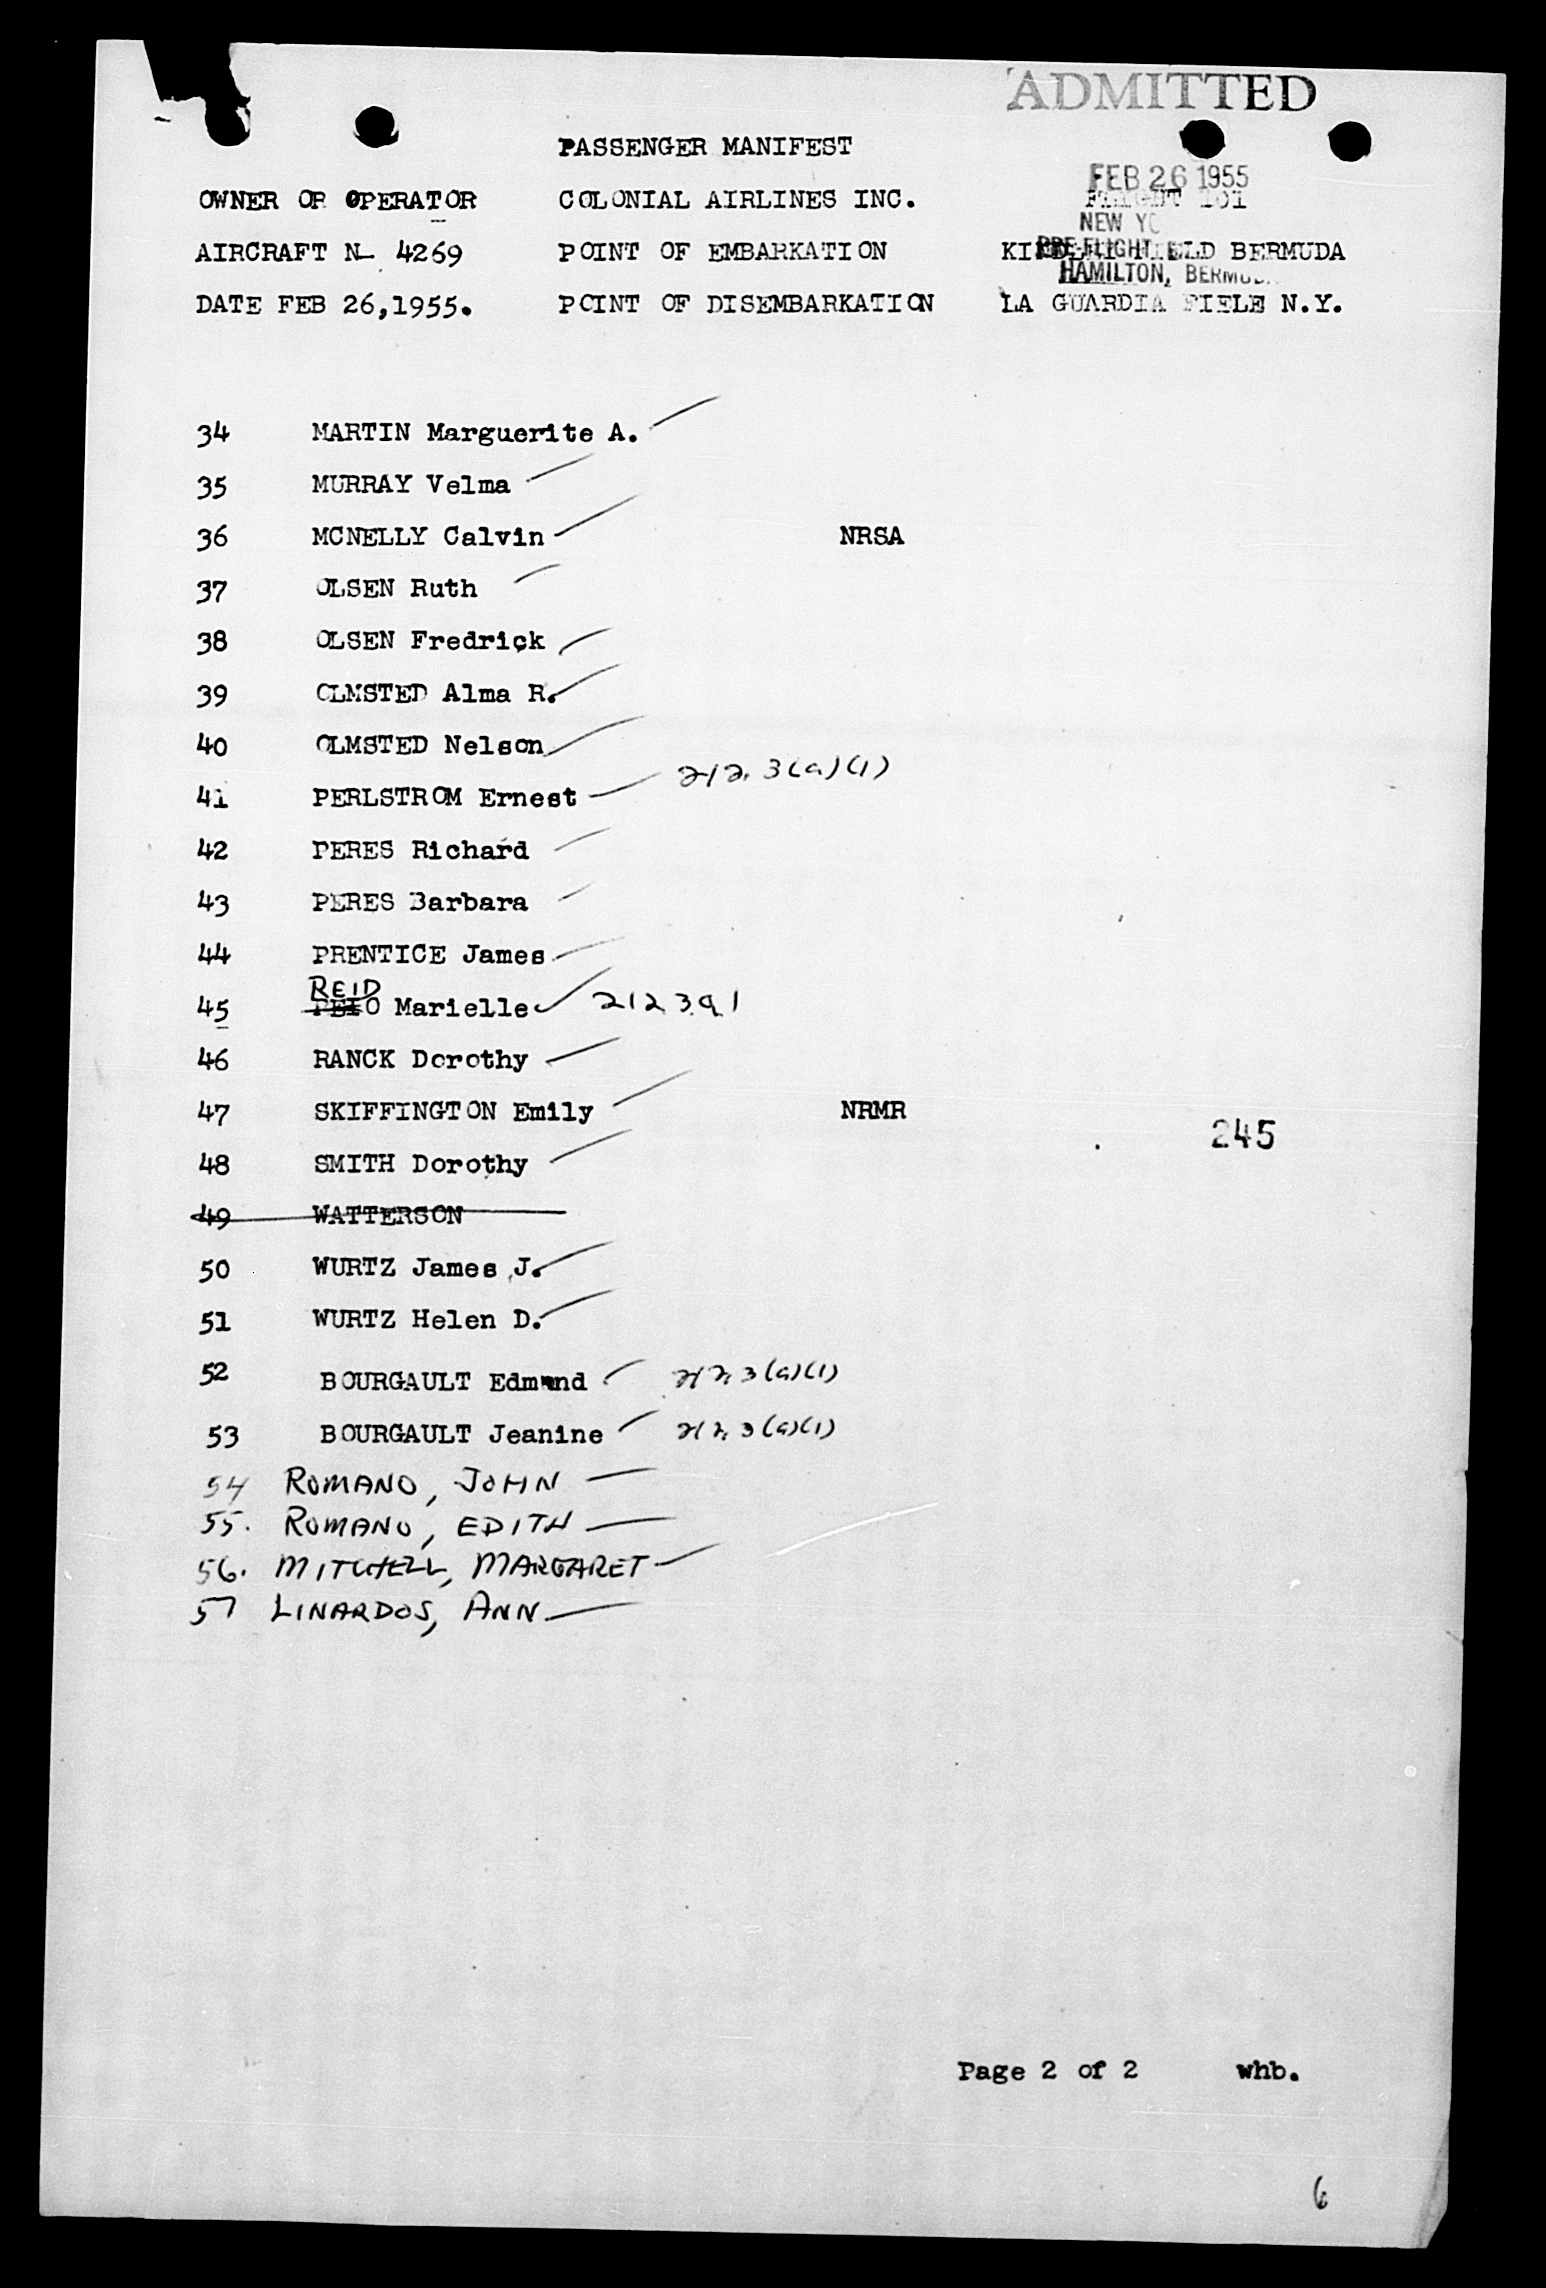 ADMITTED
PASSENGER MANIFEST
FEB 26 1955
OWNER OR OPERATOR COLONIAL AIRLINES INC. FLIGHT 101
NEW YO
AIRCRAFT N- 4269 POINT OF EMBARKATION KINDLEY FIELD BERMUDA
PRE-FLIGHT
HAMILTON, BERMU
DATE FEB 26,1955. POINT OF DISEMBARKATION LA GUARDIA FIELD N.Y.
34 MARTIN Marguerite A.
35 MURRAY Velma
36 MCNELLY Calvin NRSA
37 OLSEN Ruth
38 OLSEN Fredrick
39 OLMSTED Alma R.
40 OLMSTED Nelson
41 PERLSTROM Ernest 212.3(a)(1)
42 PERES Richard
43 PERES Barbara
44 PRENTICE James
REID
45 Marielle 212 3.a.1
46 RANCK Dorothy
47 SKIFFINGTON Emily NRMR
245
48 SMITH Dorothy
49 WATTERSON
50 WURTZ James J.
51 WURTZ Helen D.
52 BOURGAULT Edmund 212.3(a)(1)
53 BOURGAULT Jeanine 212.3(a)(1)
54 ROMANO, JOHN
55. ROMANO, EDITH
56. MITCHELL, MARGARET
57 LINARDOS, ANN
Page 2 of 2 whb.
6